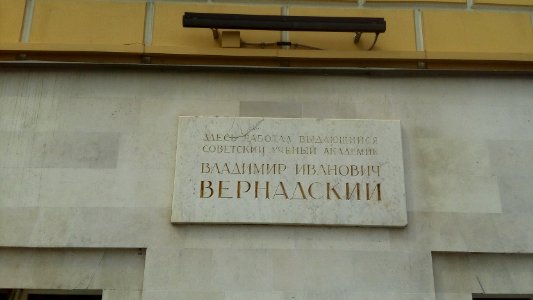 ЗДЕСЬ РАБОТАЛ ВЫДАЮЩИЙСЯ
СОВЕТСКИЙ УЧЕНЫЙ АКАДЕМИК
ВЛАДИМИР ИВАНОВИЧ
ВЕРНАДСКИЙ